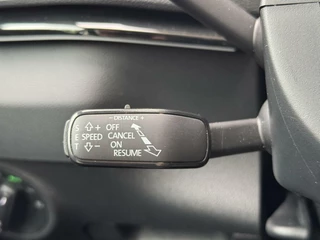 - DISTANCE +
S ⇧+ OFF
E SPEED CANCEL
ON
T ⇩- RESUME